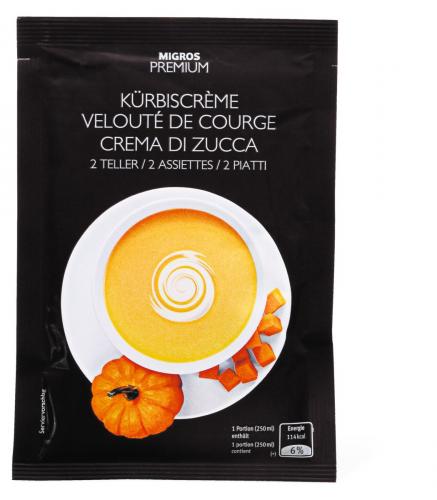 MIGROS
PREMIUM
KÜRBISCRÈME
VELOUTÉ DE COURGE
CREMA DI ZUCCA
2 TELLER / 2 ASSIETTES / 2 PIATTI
Serviervorschlag
1 Portion (250 ml)
enthält
1 portion (250 ml)
contient
Energie
114 kcal
6%